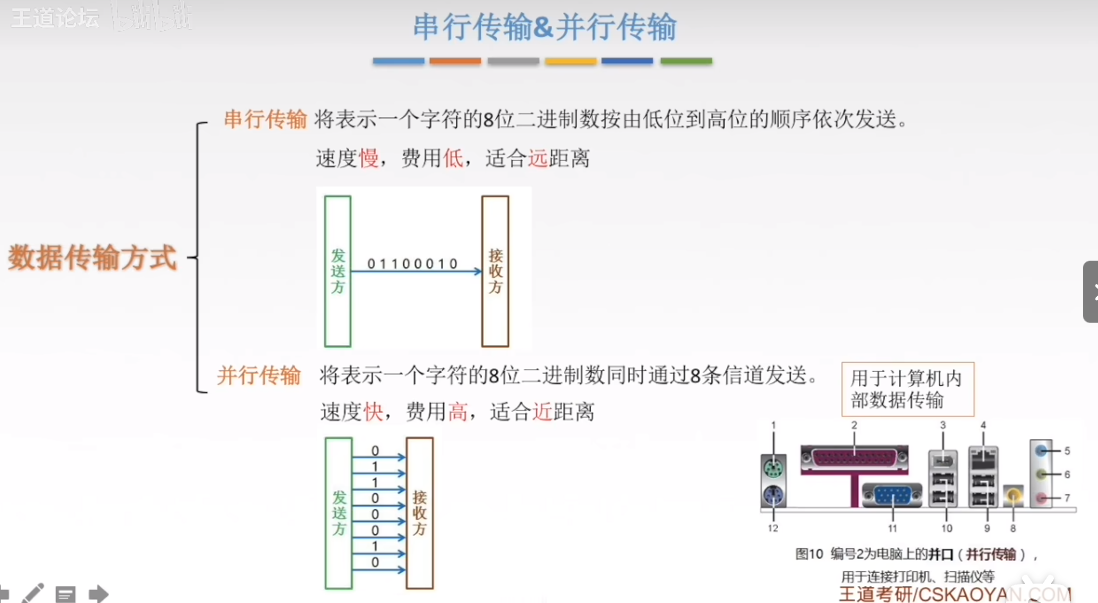 王道论坛
bilibili
串行传输&并行传输
数据传输方式
串行传输 将表示一个字符的8位二进制数按由低位到高位的顺序依次发送。
速度慢，费用低，适合远距离
发送方
01100010
接收方
并行传输 将表示一个字符的8位二进制数同时通过8条信道发送。
速度快，费用高，适合近距离
用于计算机内
部数据传输
发送方
0
1
1
0
0
0
1
0
接收方
1 2 3 4
5
6
7
12 11 10 9 8
图10 编号2为电脑上的并口（并行传输），
用于连接打印机、扫描仪等
王道考研/CSKAOYAN.COM